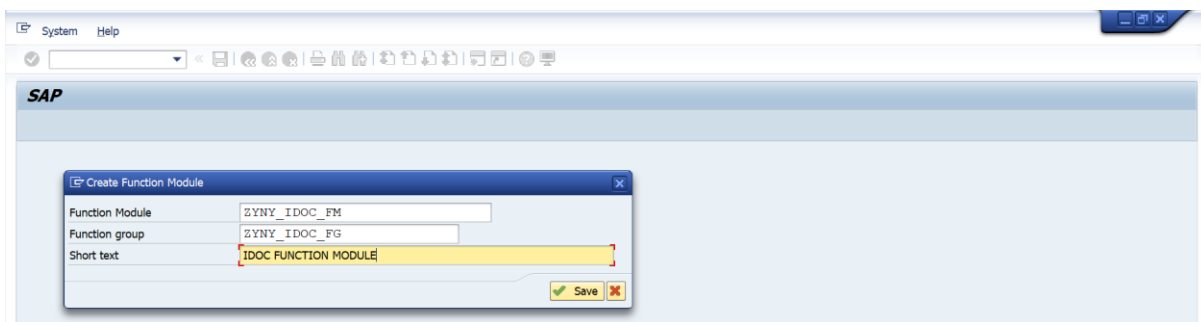 System Help
SAP
Create Function Module
Function Module ZYNY_IDOC_FM
Function group ZYNY_IDOC_FG
Short text IDOC FUNCTION MODULE
Save